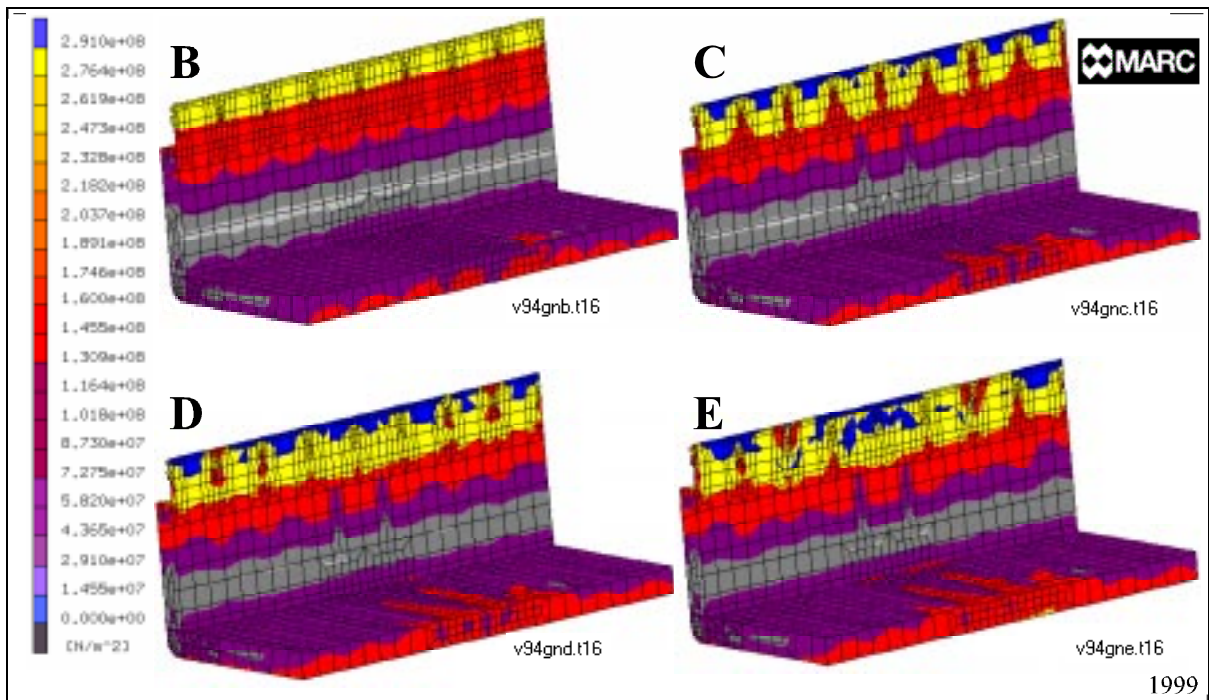 2.910e+08
2.764e+08
2.619e+08
2.473e+08
2.328e+08
2.182e+08
2.037e+08
1.891e+08
1.746e+08
1.600e+08
1.455e+08
1.309e+08
1.164e+08
1.018e+08
8.730e+07
7.275e+07
5.820e+07
4.365e+07
2.910e+07
1.455e+07
0.000e+00
[N/m^2]
B
v94gnb.t16
C
MARC
v94gnc.t16
D
v94gnd.t16
E
v94gne.t16
1999